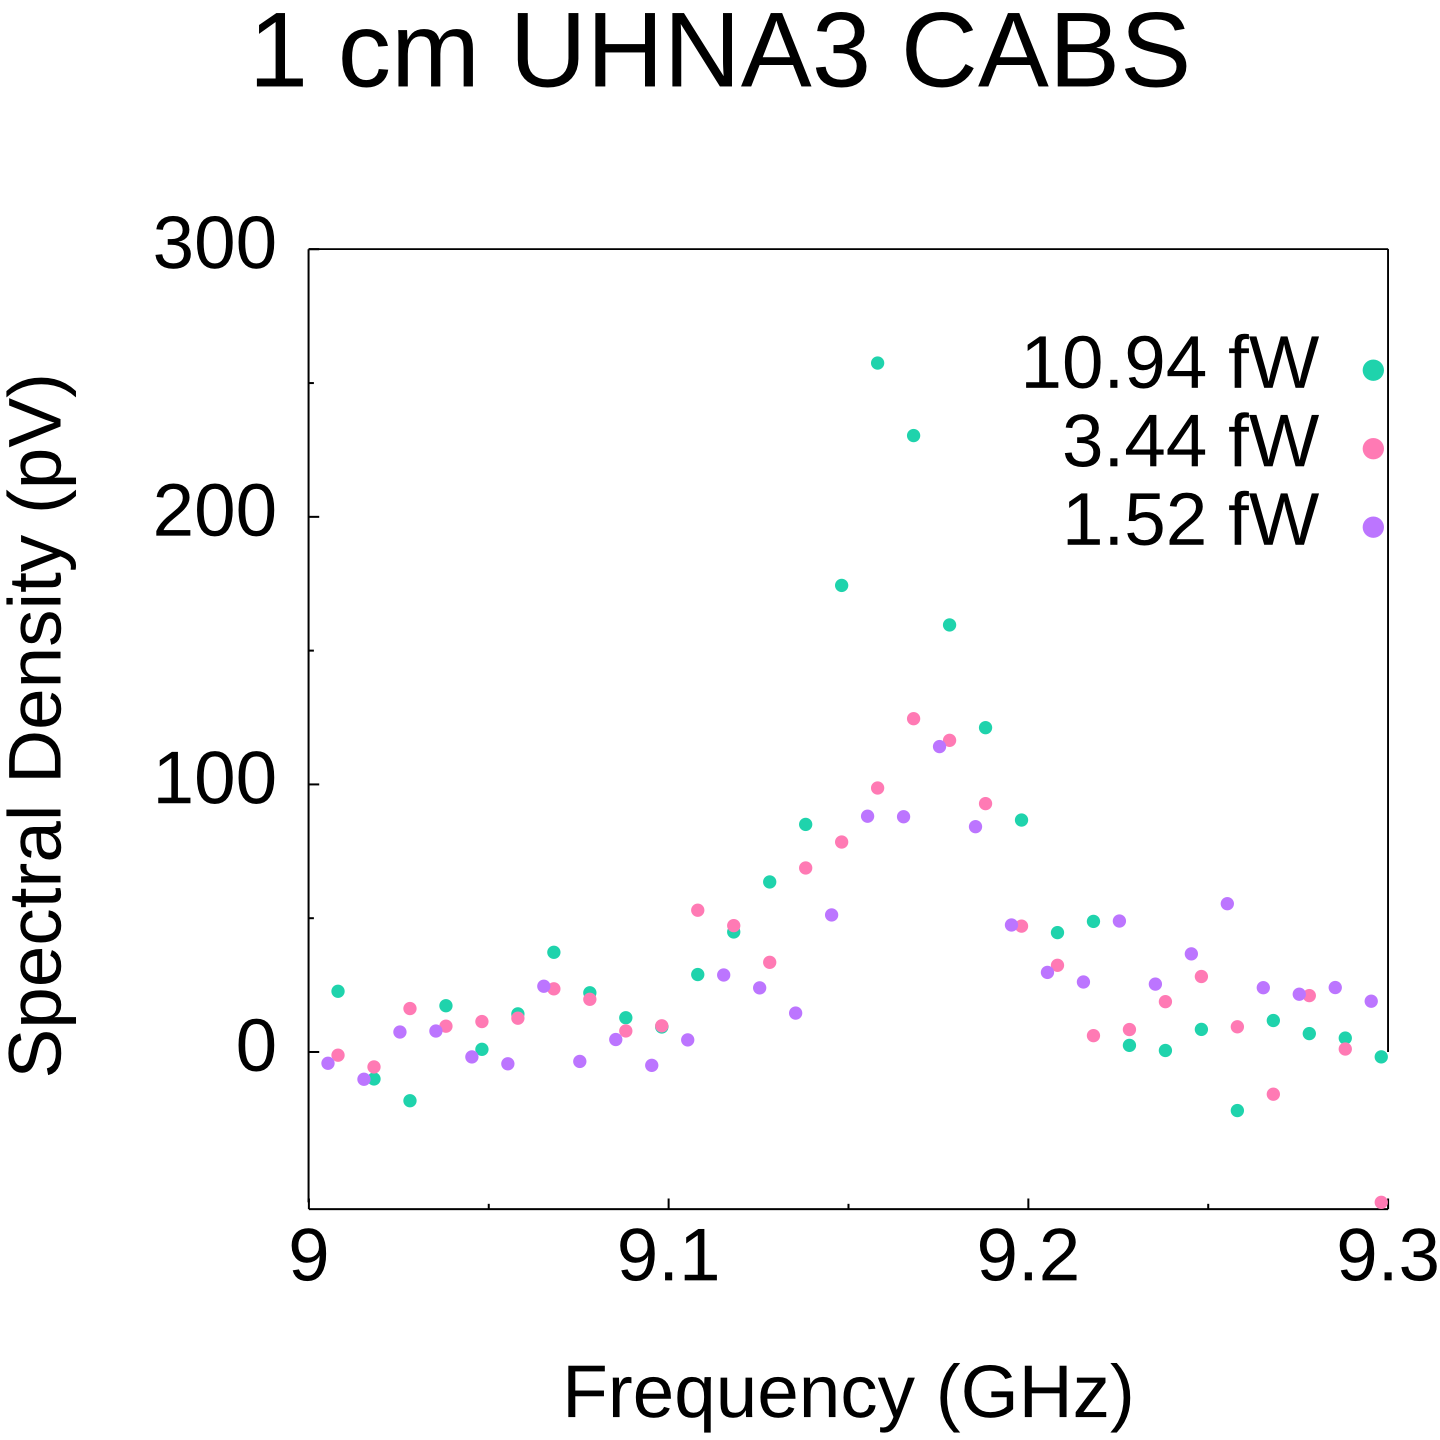 1 cm UHNA3 CABS
300
200
100
0
Spectral Density (pV)
10.94 fW
3.44 fW
1.52 fW
9
9.1
9.2
9.3
Frequency (GHz)